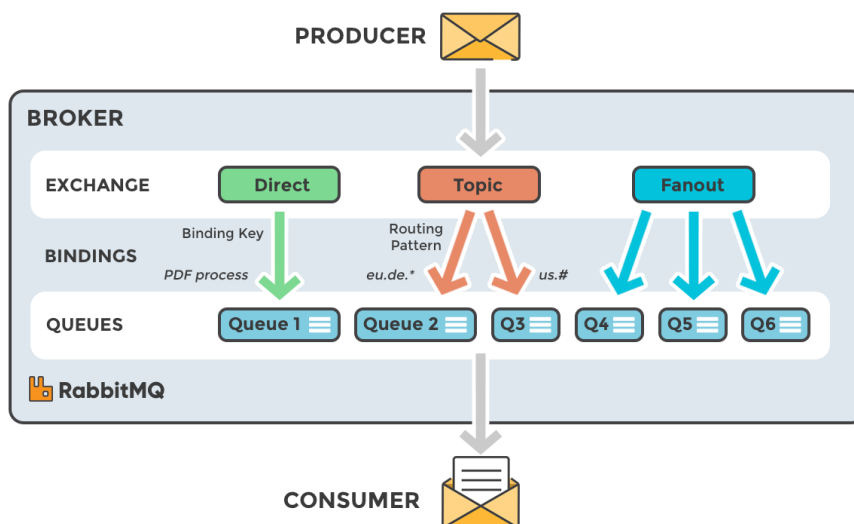 PRODUCER
BROKER
EXCHANGE
Direct
Topic
Fanout
BINDINGS
Binding Key
PDF process
Routing
Pattern
eu.de.*
us.#
QUEUES
Queue 1
Queue 2
Q3
Q4
Q5
Q6
RabbitMQ
CONSUMER